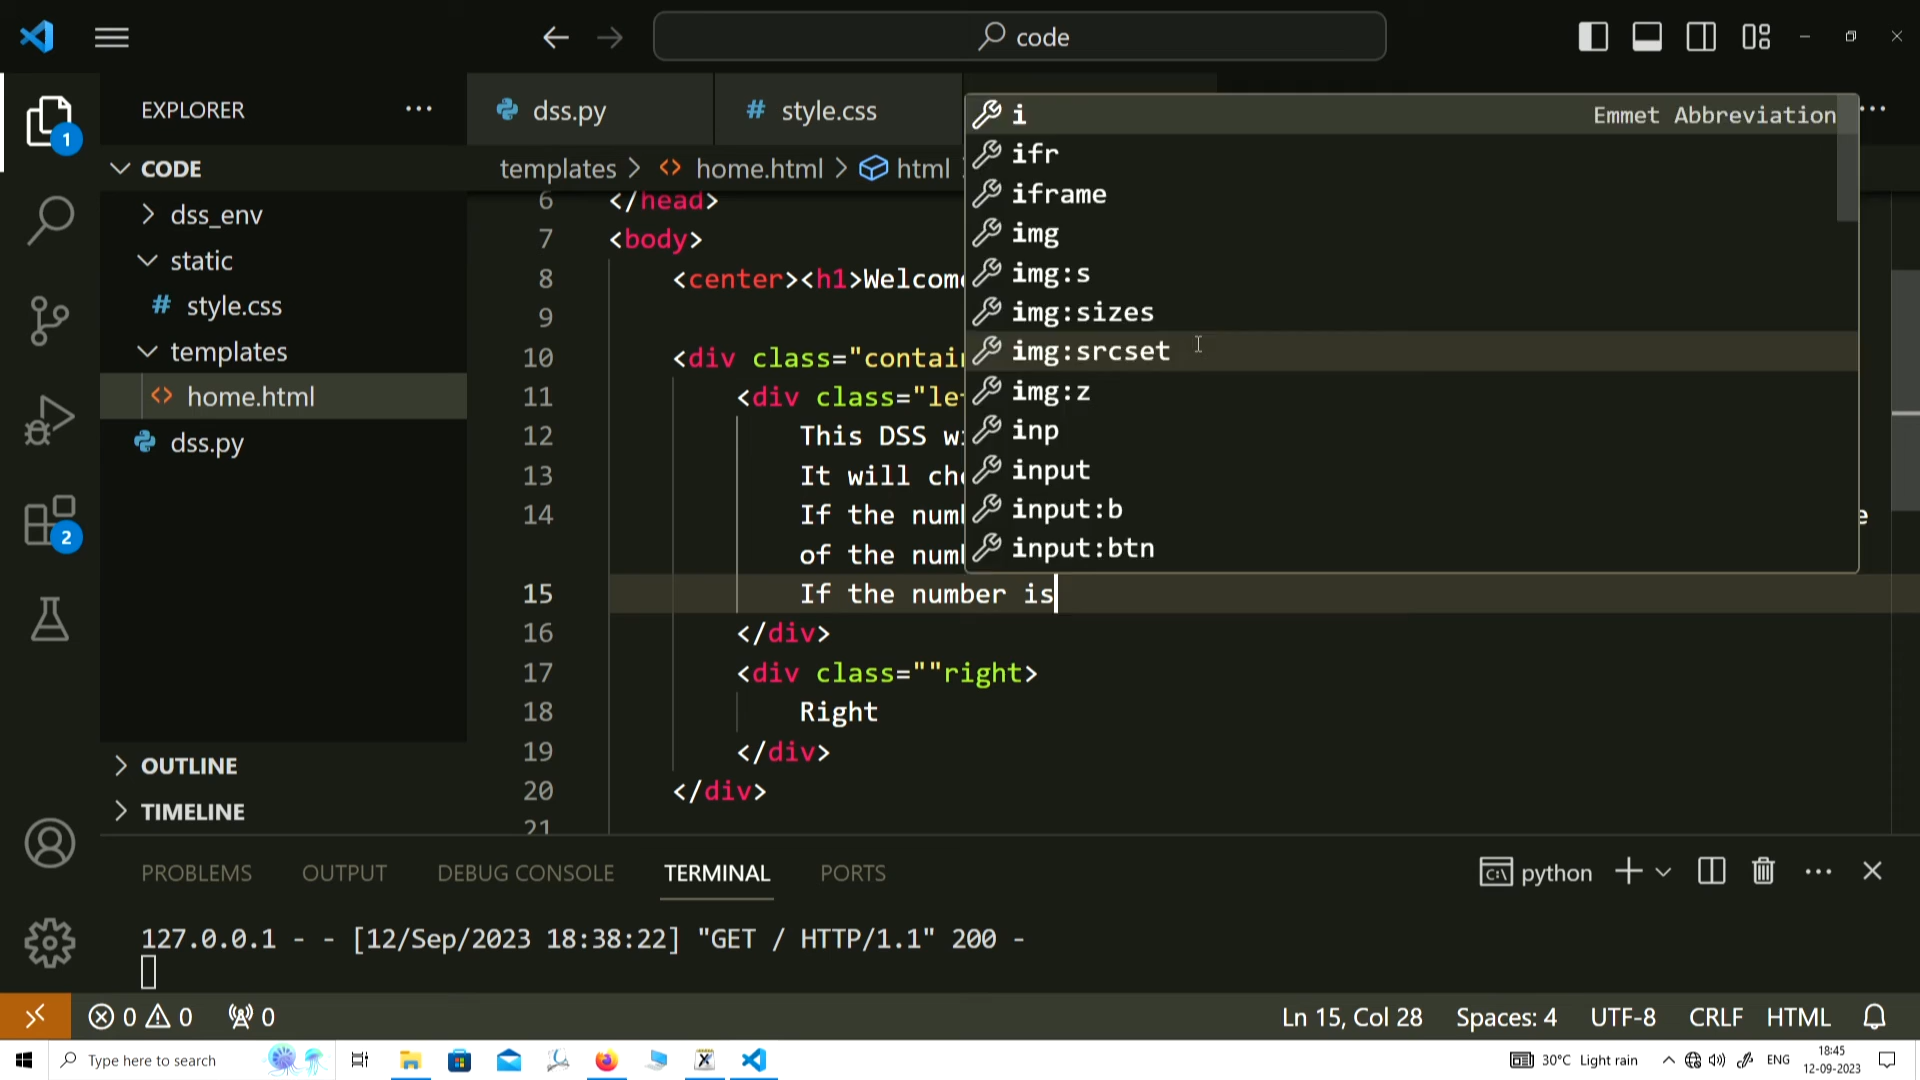 code
EXPLORER
CODE
dss_env
static
# style.css
templates
<> home.html
dss.py
OUTLINE
TIMELINE
1
2
dss.py
# style.css
templates > <> home.html > html
6 </head>
7 <body>
8 <center><h1>Welcome
9
10 <div class="contai
11 <div class="le
12 This DSS w
13 It will ch
14 If the num
of the num
e
15 If the number is
16 </div>
17 <div class=""right>
18 Right
19 </div>
20 </div>
21
i Emmet Abbreviation
ifr
iframe
img
img:s
img:sizes
img:srcset
img:z
inp
input
input:b
input:btn
PROBLEMS OUTPUT DEBUG CONSOLE TERMINAL PORTS
python
127.0.0.1 - - [12/Sep/2023 18:38:22] "GET / HTTP/1.1" 200 -
0 0 0
Ln 15, Col 28 Spaces: 4 UTF-8 CRLF HTML
Type here to search
30°C Light rain
ENG
18:45
12-09-2023